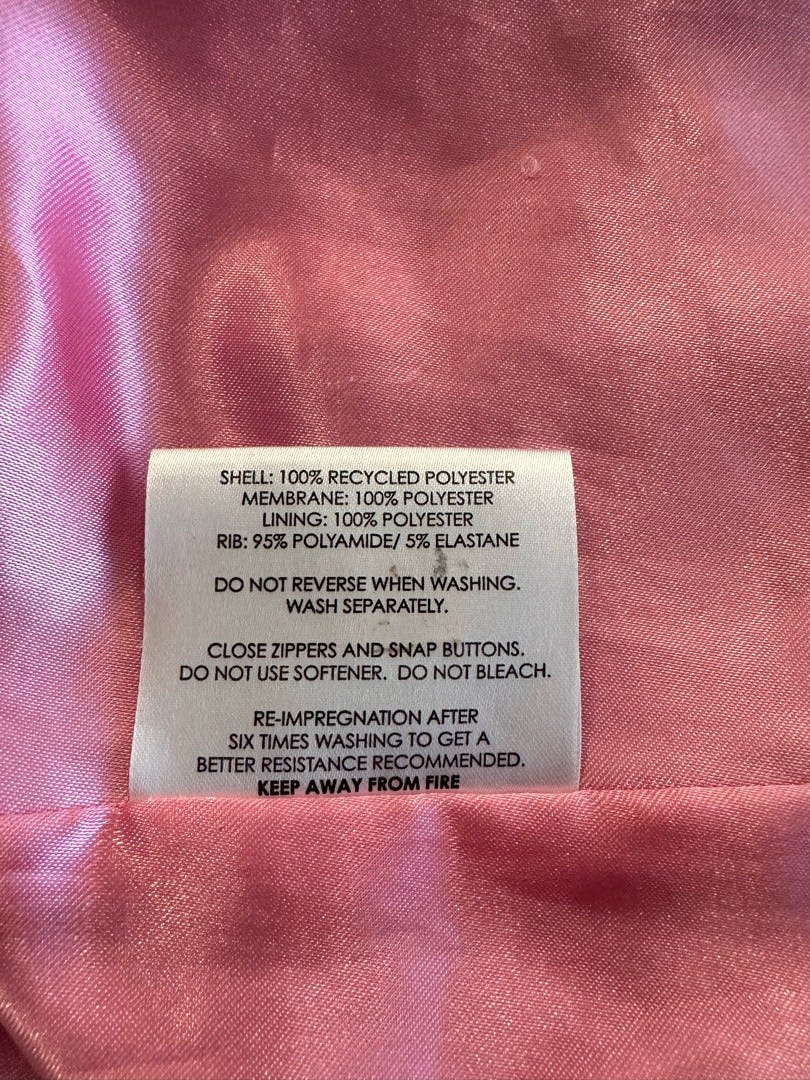 SHELL: 100% RECYCLED POLYESTER
MEMBRANE: 100% POLYESTER
LINING: 100% POLYESTER
RIB: 95% POLYAMIDE/ 5% ELASTANE
DO NOT REVERSE WHEN WASHING.
WASH SEPARATELY.
CLOSE ZIPPERS AND SNAP BUTTONS.
DO NOT USE SOFTENER. DO NOT BLEACH.
RE-IMPREGNATION AFTER
SIX TIMES WASHING TO GET A
BETTER RESISTANCE RECOMMENDED.
KEEP AWAY FROM FIRE